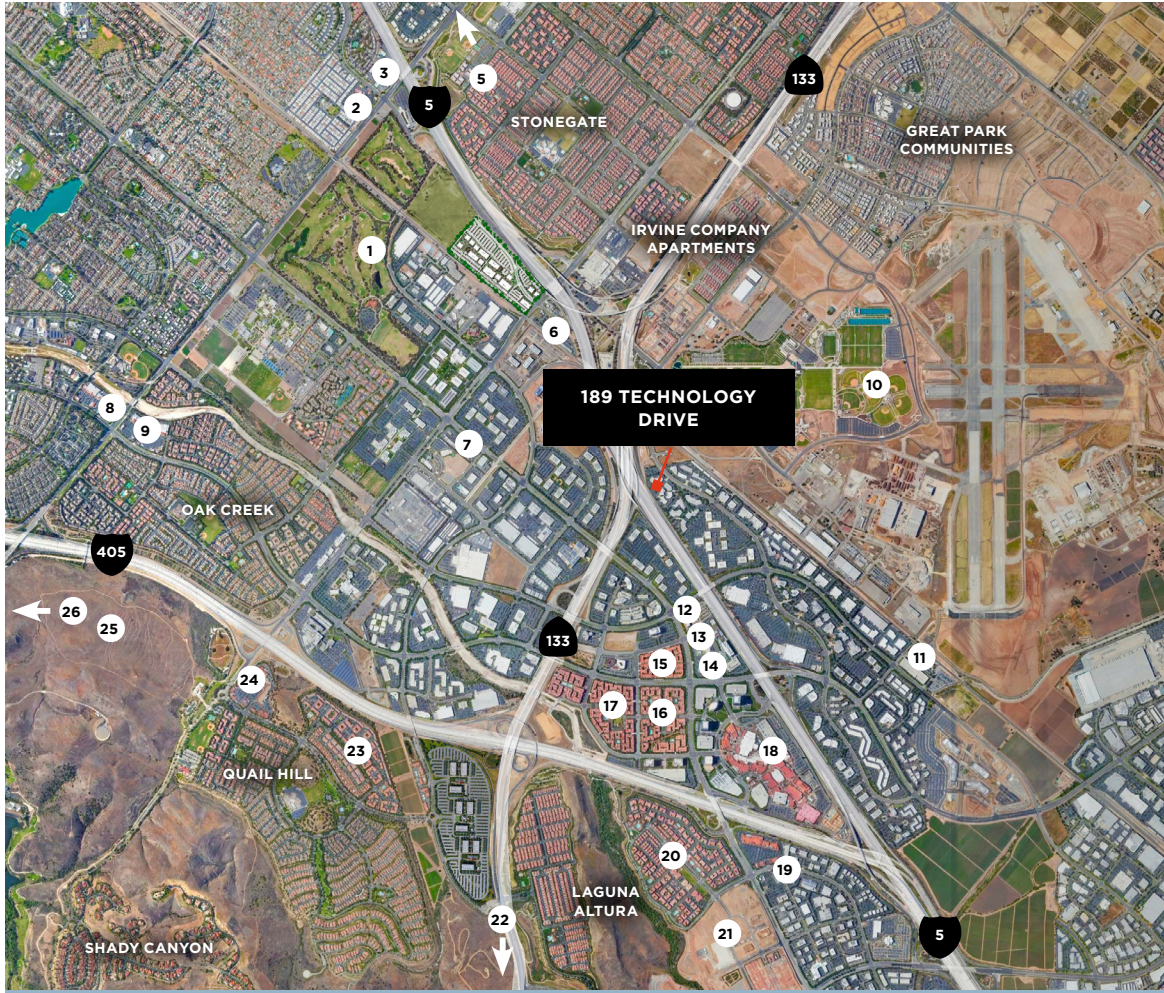 3
5
133
2
5
STONEGATE
GREAT PARK
COMMUNITIES
1
IRVINE COMPANY
APARTMENTS
6
10
189 TECHNOLOGY
DRIVE
8
9
7
OAK CREEK
405
26
25
12
133
13
11
15
14
24
17
16
23
18
QUAIL HILL
20
19
LAGUNA
ALTURA
22
21
5
SHADY CANYON